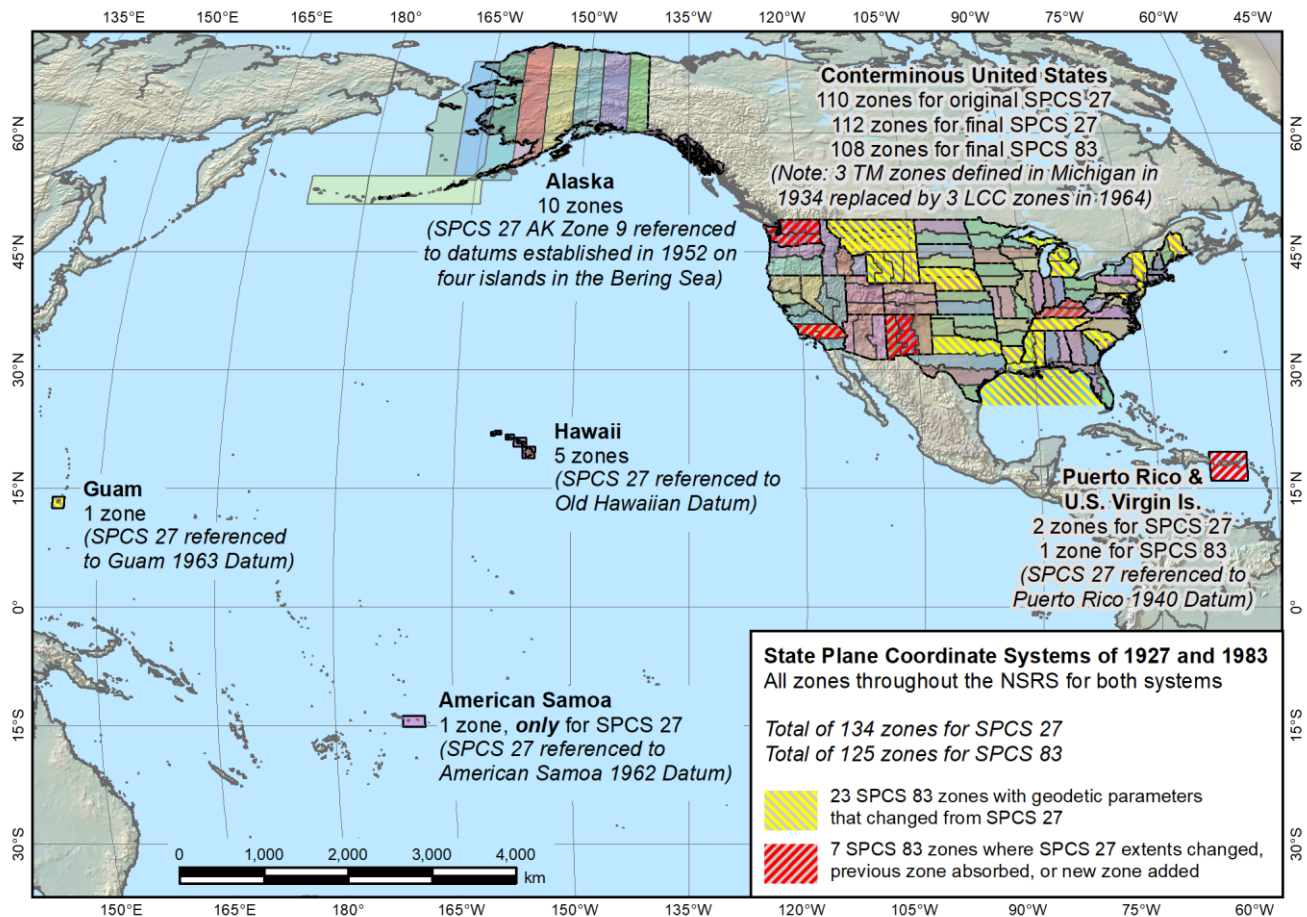 135°E 150°E 165°E 180° 165°W 150°W 135°W 120°W 105°W 90°W 75°W 60°W 45°W
60°N
45°N
30°N
15°N
0°
15°S
30°S
Conterminous United States
110 zones for original SPCS 27
112 zones for final SPCS 27
108 zones for final SPCS 83
(Note: 3 TM zones defined in Michigan in
1934 replaced by 3 LCC zones in 1964)
Alaska
10 zones
(SPCS 27 AK Zone 9 referenced
to datums established in 1952 on
four islands in the Bering Sea)
Hawaii
5 zones
(SPCS 27 referenced to
Old Hawaiian Datum)
Guam
1 zone
(SPCS 27 referenced
to Guam 1963 Datum)
Puerto Rico &
U.S. Virgin Is.
2 zones for SPCS 27
1 zone for SPCS 83
(SPCS 27 referenced to
Puerto Rico 1940 Datum)
American Samoa
1 zone, only for SPCS 27
(SPCS 27 referenced to
American Samoa 1962 Datum)
State Plane Coordinate Systems of 1927 and 1983
All zones throughout the NSRS for both systems
Total of 134 zones for SPCS 27
Total of 125 zones for SPCS 83
23 SPCS 83 zones with geodetic parameters
that changed from SPCS 27
7 SPCS 83 zones where SPCS 27 extents changed,
previous zone absorbed, or new zone added
0 1,000 2,000 3,000 4,000
km
60°N
45°N
30°N
15°N
0°
15°S
30°S
150°E 165°E 180° 165°W 150°W 135°W 120°W 105°W 90°W 75°W 60°W